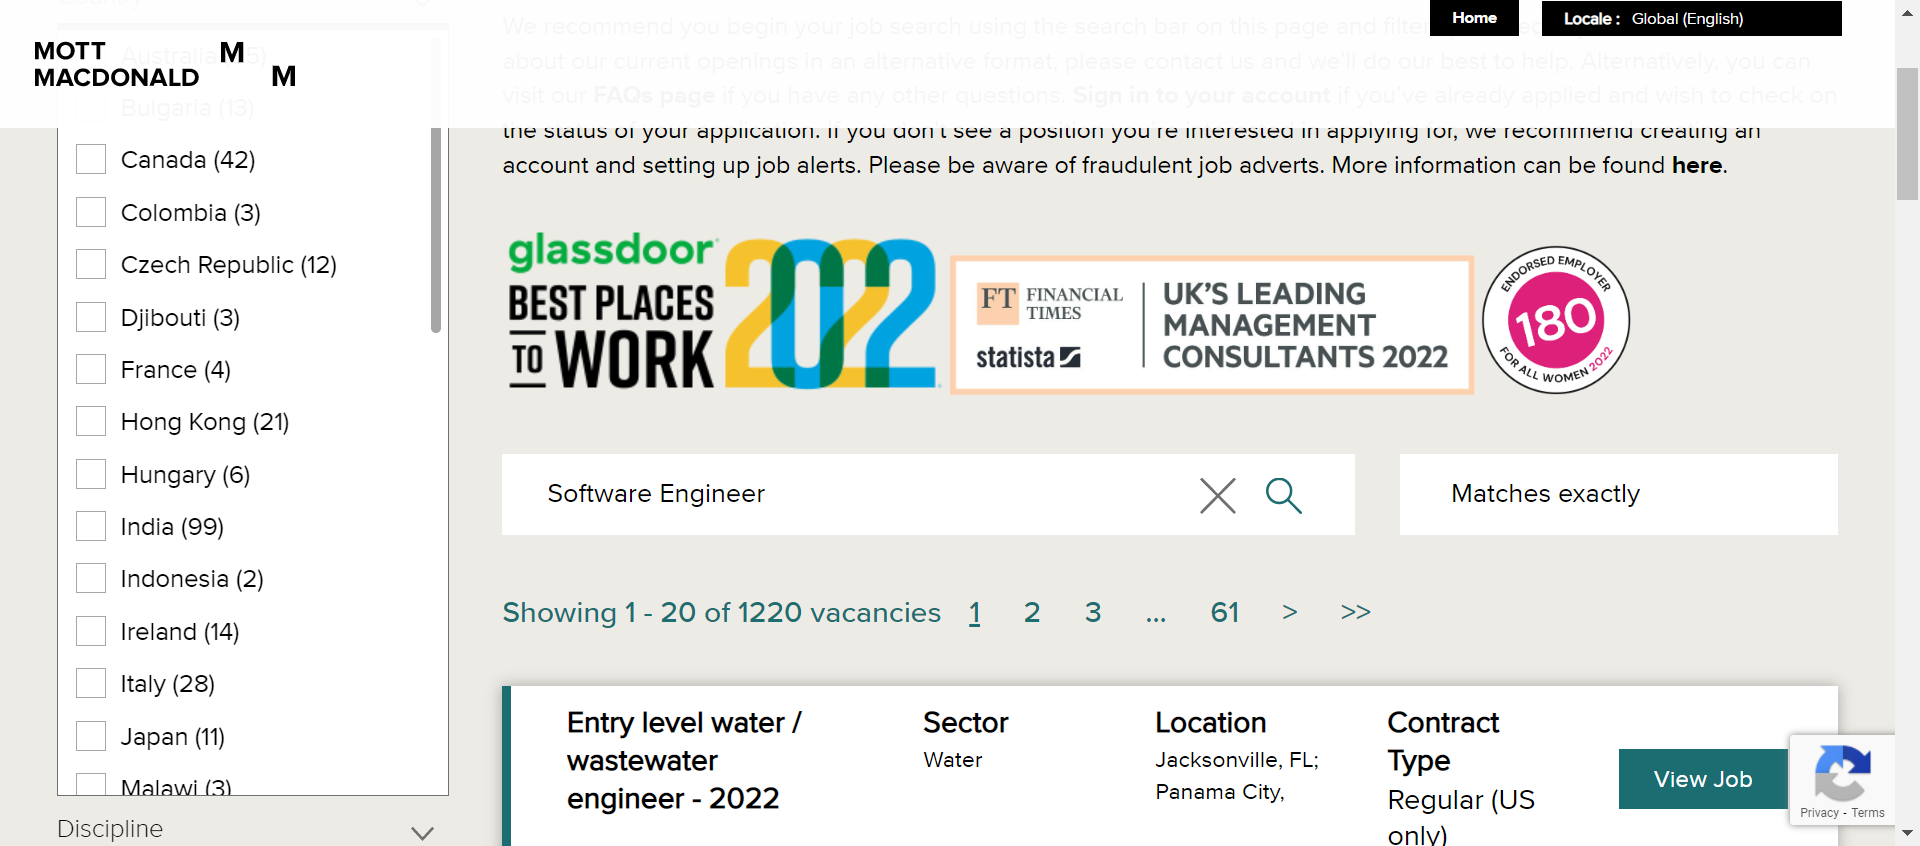 Home
Locale : Global (English)
MOTT
MACDONALD
M
M
Australia
Bulgaria (13)
Canada (42)
Colombia (3)
Czech Republic (12)
Djibouti (3)
France (4)
Hong Kong (21)
Hungary (6)
India (99)
Indonesia (2)
Ireland (14)
Italy (28)
Japan (11)
Malawi (3)
Discipline
We recommend you begin your job search using the search bar on this page and filter
about our current openings in an alternative format, please contact us and we'll do our best to help. Alternatively, you can
visit our FAQs page if you have any other questions. Sign in to your account if you've already applied and wish to check on
the status of your application. If you don't see a position you're interested in applying for, we recommend creating an
account and setting up job alerts. Please be aware of fraudulent job adverts. More information can be found here.
glassdoor
BEST PLACES
TO WORK
2022
FT FINANCIAL
TIMES
statista
UK'S LEADING
MANAGEMENT
CONSULTANTS 2022
ENDORSED EMPLOYER
180
FOR ALL WOMEN 2022
Software Engineer
Matches exactly
Showing 1 - 20 of 1220 vacancies 1 2 3 ... 61 > >>
Entry level water /
wastewater
engineer - 2022
Sector
Water
Location
Jacksonville, FL;
Panama City,
Contract
Type
Regular (US
only)
View Job
Privacy - Terms